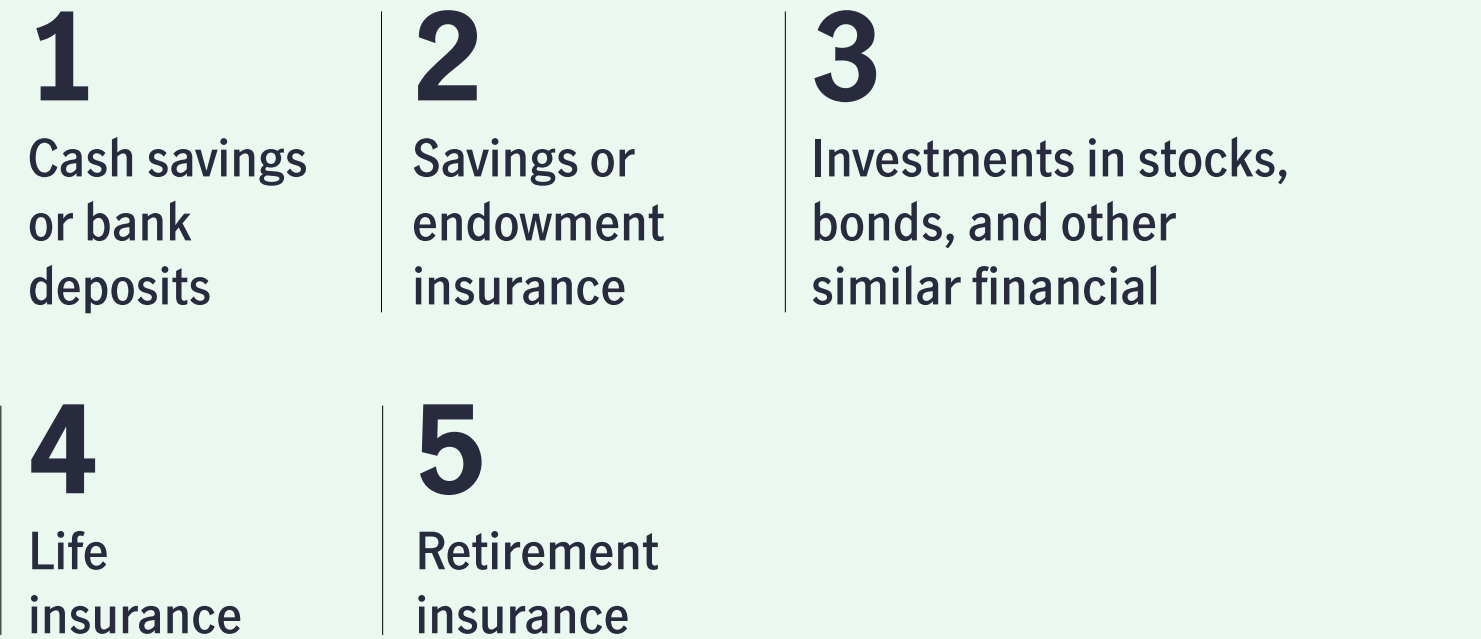 1
Cash savings
or bank
deposits
2
Savings or
endowment
insurance
3
Investments in stocks,
bonds, and other
similar financial
4
Life
insurance
5
Retirement
insurance